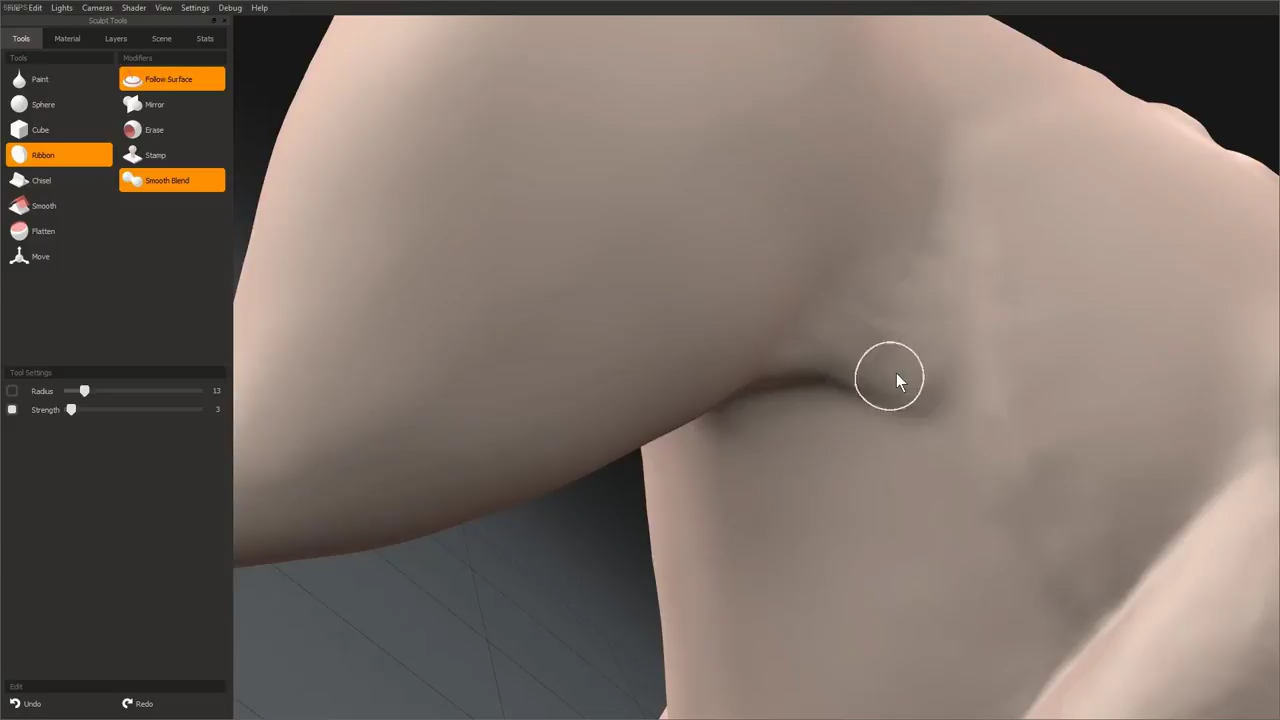 File Edit Lights Cameras Shader View Settings Debug Help
Sculpt Tools
Tools Material Layers Scene Stats
Tools Modifiers
Paint Follow Surface
Sphere Mirror
Cube Erase
Ribbon Stamp
Chisel Smooth Blend
Smooth
Flatten
Move
Tool Settings
Radius 13
Strength 3
Edit
Undo Redo